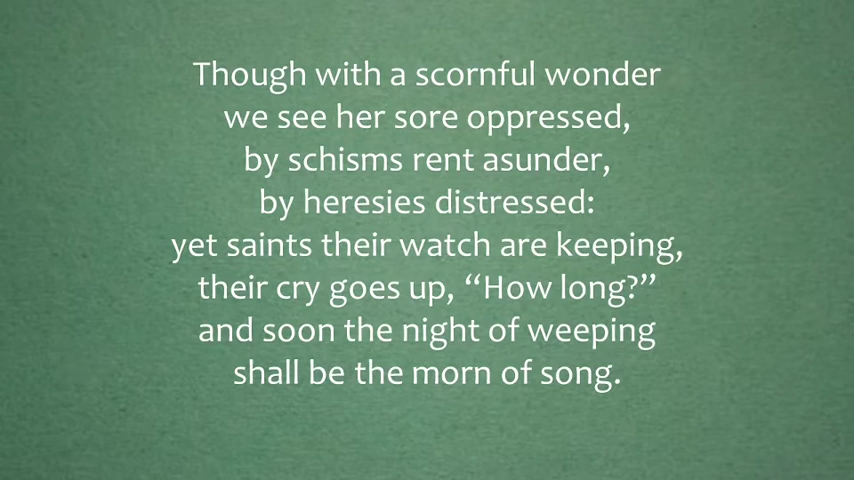 Though with a scornful wonder
we see her sore oppressed,
by schisms rent asunder,
by heresies distressed:
yet saints their watch are keeping,
their cry goes up, “How long?”
and soon the night of weeping
shall be the morn of song.